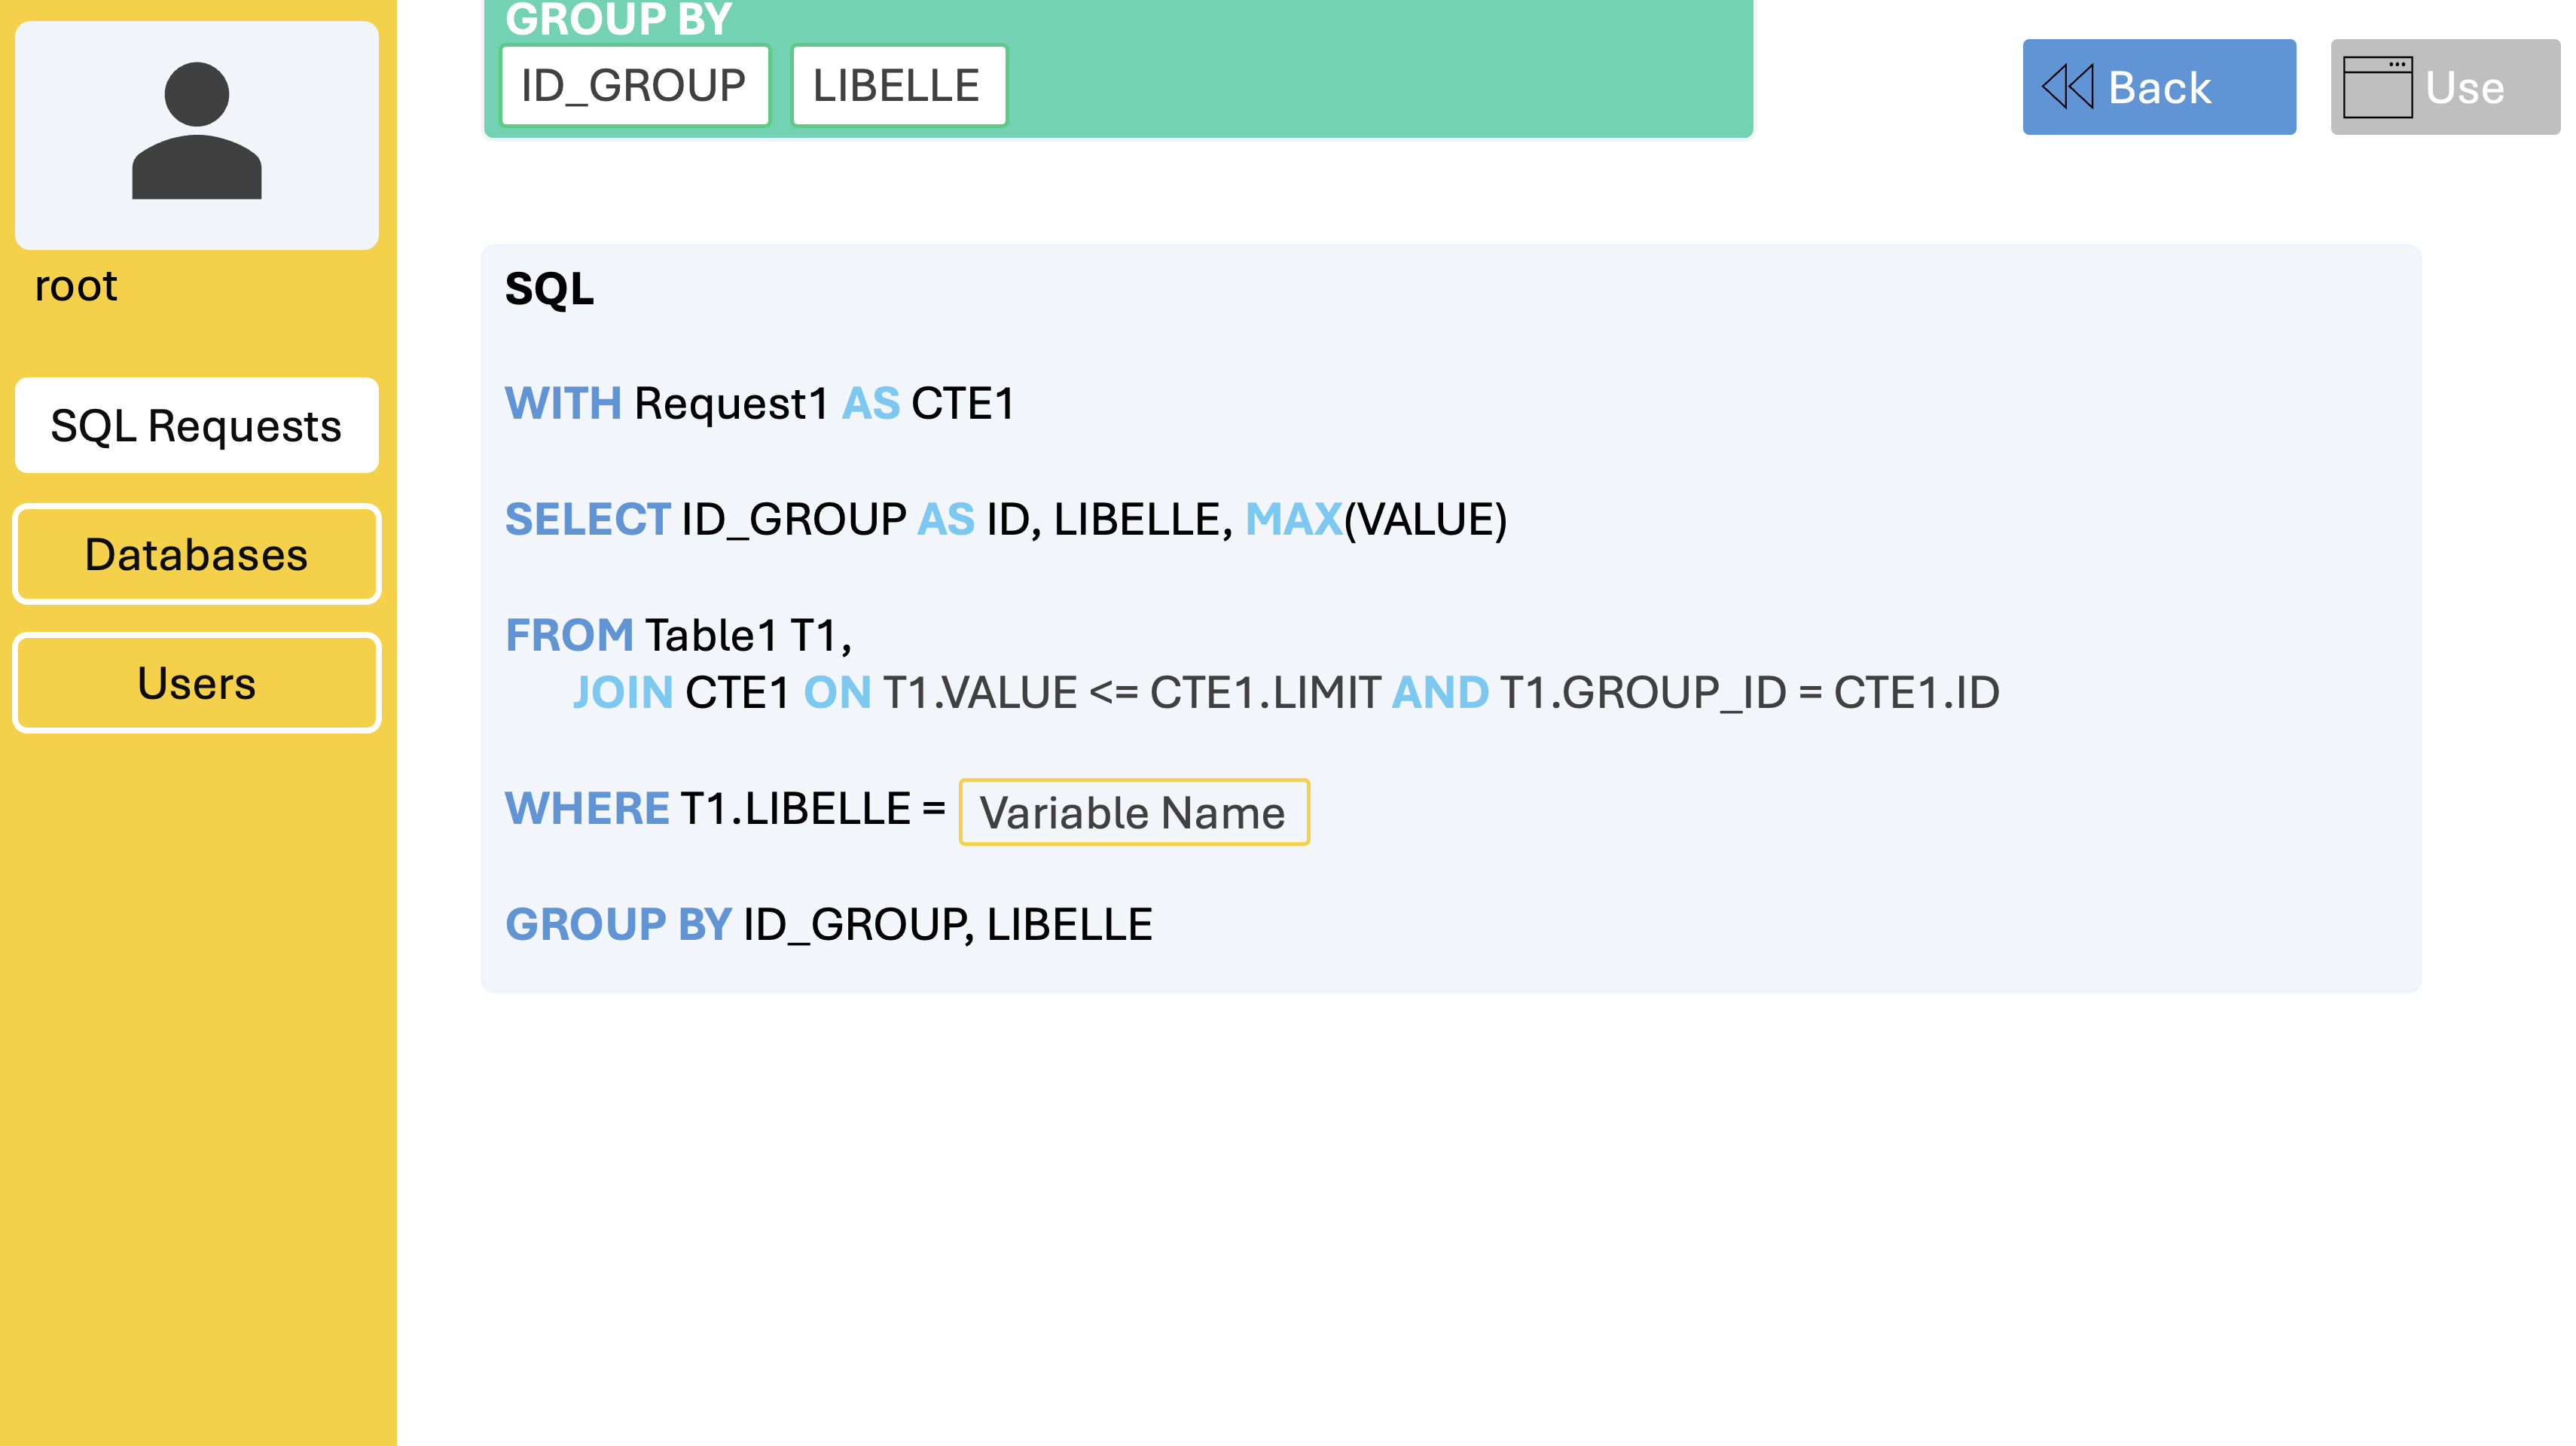 root
SQL Requests
Databases
Users
GROUP BY
ID_GROUP LIBELLE
Back Use
SQL
WITH Request1 AS CTE1
SELECT ID_GROUP AS ID, LIBELLE, MAX(VALUE)
FROM Table1 T1,
JOIN CTE1 ON T1.VALUE <= CTE1.LIMIT AND T1.GROUP_ID = CTE1.ID
WHERE T1.LIBELLE = Variable Name
GROUP BY ID_GROUP, LIBELLE